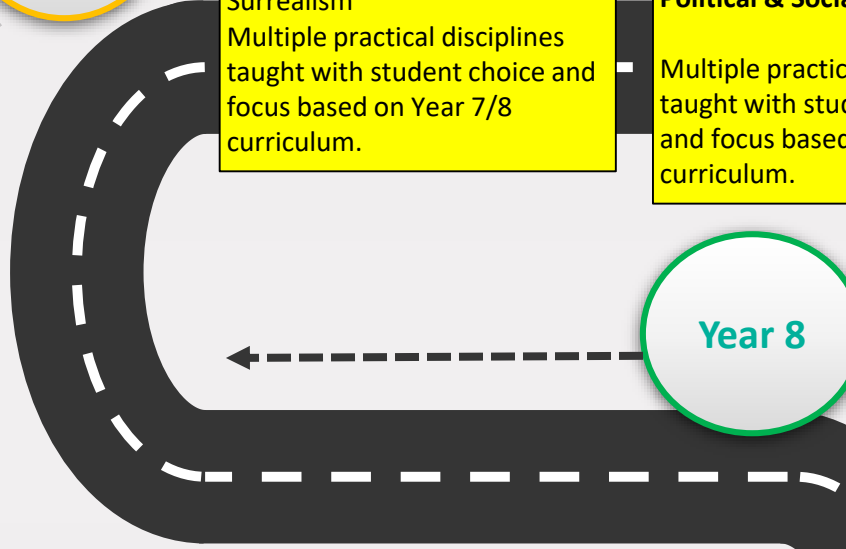 Surrealism
Multiple practical disciplines
taught with student choice and
focus based on Year 7/8
curriculum.
Political & Social
Multiple practic
taught with stud
and focus based
curriculum.
Year 8